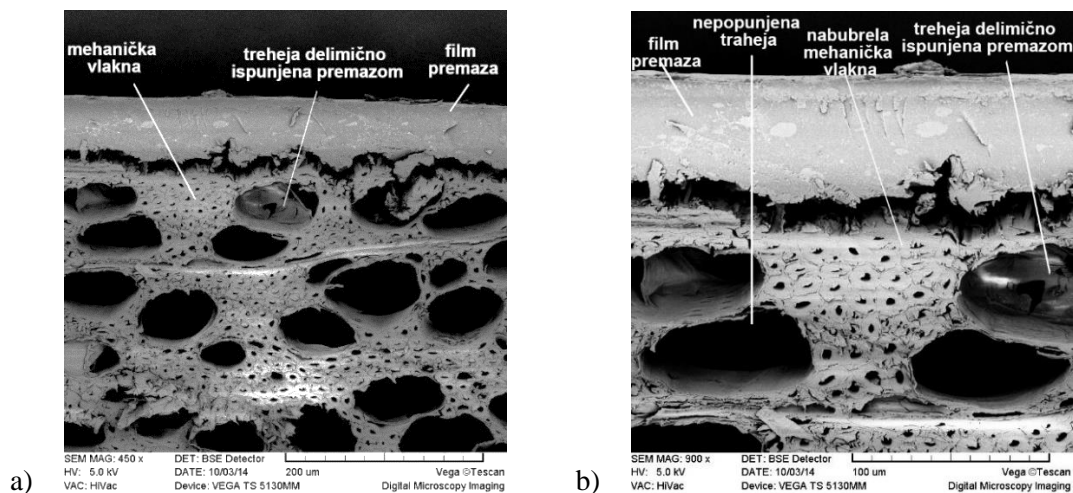 mehanička
vlakna
treheja delimično
ispunjena premazom
film
premaza
SEM MAG: 450 x
DET: BSE Detector
HV: 5.0 kV
DATE: 10/03/14
200 um
Vega ©Tescan
VAC: HiVac
Device: VEGA TS 5130MM
Digital Microscopy Imaging
a)
film
premaza
nepopunjena
traheja
nabubrela
mehanička
vlakna
treheja delimično
ispunjena premazom
SEM MAG: 900 x
DET: BSE Detector
HV: 5.0 kV
DATE: 10/03/14
100 um
Vega ©Tescan
VAC: HiVac
Device: VEGA TS 5130MM
Digital Microscopy Imaging
b)